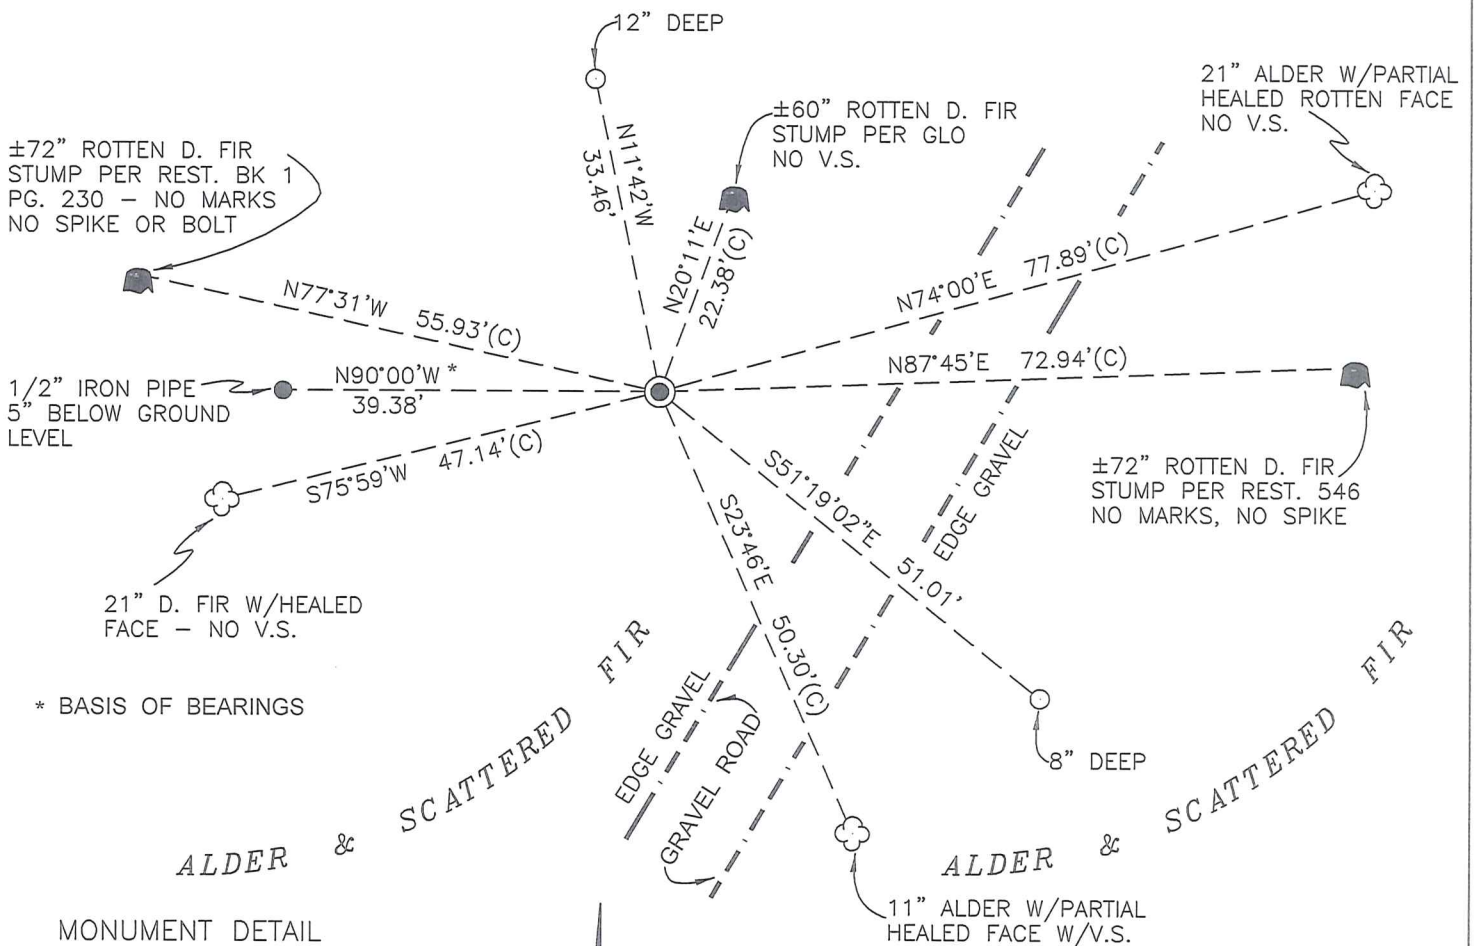 12" DEEP
±60" ROTTEN D. FIR
STUMP PER GLO
NO V.S.
21" ALDER W/PARTIAL
HEALED ROTTEN FACE
NO V.S.
±72" ROTTEN D. FIR
STUMP PER REST. BK 1
PG. 230 – NO MARKS
NO SPIKE OR BOLT
N11°42'W
33.46'
N20°11'E
22.38'(C)
N74°00'E 77.89'(C)
N77°31'W 55.93'(C)
N87°45'E 72.94'(C)
1/2" IRON PIPE
5" BELOW GROUND
LEVEL
N90°00'W *
39.38'
S75°59'W 47.14'(C)
21" D. FIR W/HEALED
FACE – NO V.S.
±72" ROTTEN D. FIR
STUMP PER REST. 546
NO MARKS, NO SPIKE
S51°19'02"E 51.01'
S23°46'E 50.30'(C)
EDGE GRAVEL
EDGE GRAVEL
GRAVEL ROAD
8" DEEP
* BASIS OF BEARINGS
ALDER & SCATTERED FIR
ALDER & SCATTERED FIR
11" ALDER W/PARTIAL
HEALED FACE W/V.S.
MONUMENT DETAIL